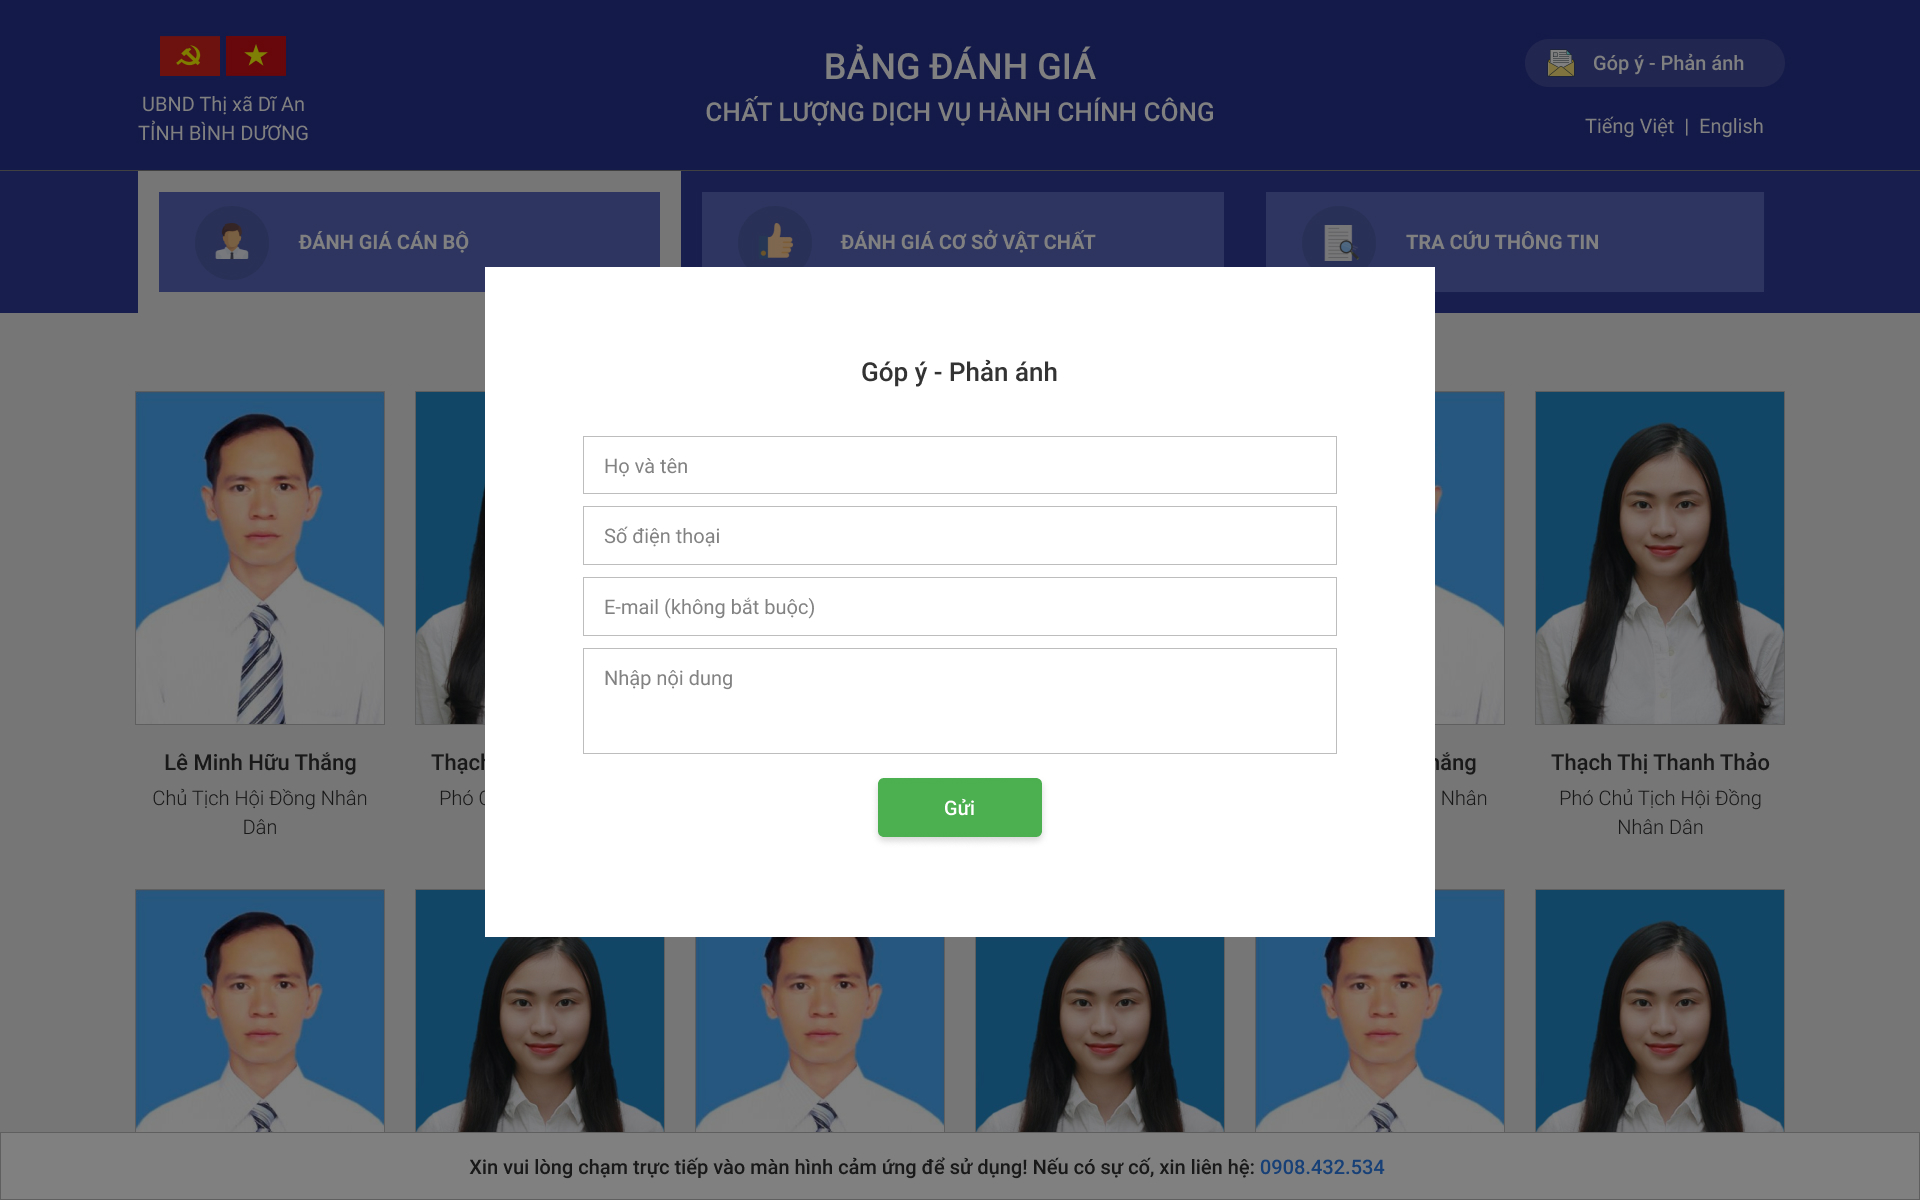 UBND Thị xã Dĩ An
TỈNH BÌNH DƯƠNG
BẢNG ĐÁNH GIÁ
CHẤT LƯỢNG DỊCH VỤ HÀNH CHÍNH CÔNG
Góp ý - Phản ánh
Tiếng Việt | English
ĐÁNH GIÁ CÁN BỘ
ĐÁNH GIÁ CƠ SỞ VẬT CHẤT
TRA CỨU THÔNG TIN
Góp ý - Phản ánh
Họ và tên
Số điện thoại
E-mail (không bắt buộc)
Nhập nội dung
Gửi
Lê Minh Hữu Thắng
Chủ Tịch Hội Đồng Nhân
Dân
Phó
Nhân
Thạch Thị Thanh Thảo
Phó Chủ Tịch Hội Đồng
Nhân Dân
Xin vui lòng chạm trực tiếp vào màn hình cảm ứng để sử dụng! Nếu có sự cố, xin liên hệ: 0908.432.534